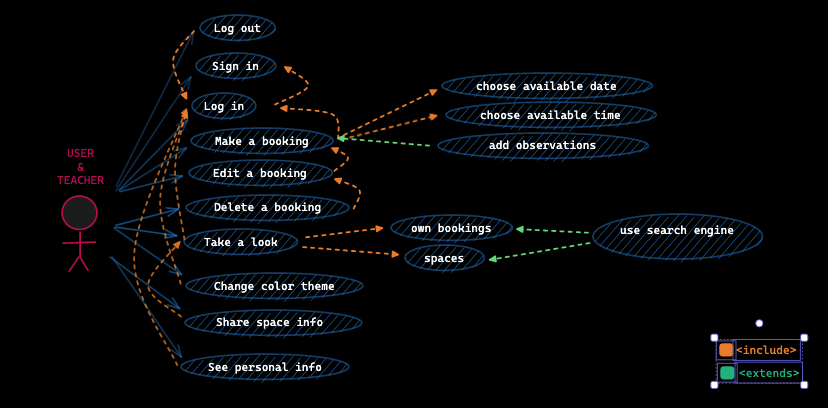 Log out
Sign in
Log in
Make a booking
Edit a booking
Delete a booking
Take a look
Change color theme
Share space info
See personal info
USER
&
TEACHER
choose available date
choose available time
add observations
own bookings
spaces
use search engine
<include>
<extends>